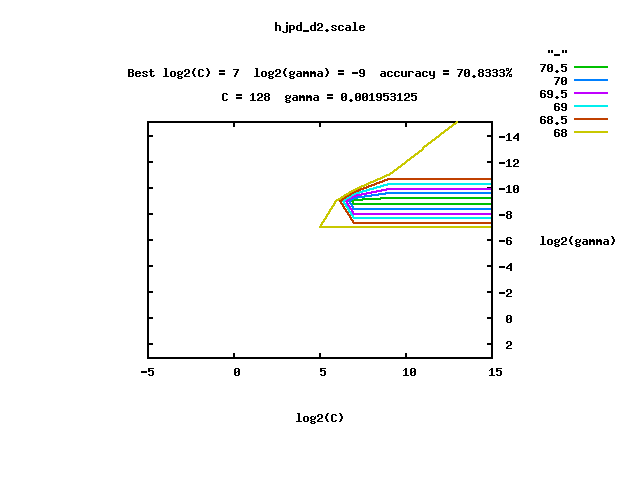 hjpd_d2.scale
Best log2(C) = 7  log2(gamma) = -9  accuracy = 70.8333%
C = 128  gamma = 0.001953125
"_"
70.5
70
69.5
69
68.5
68
-14
-12
-10
-8
-6
-4
-2
0
2
log2(gamma)
-5 0 5 10 15
log2(C)